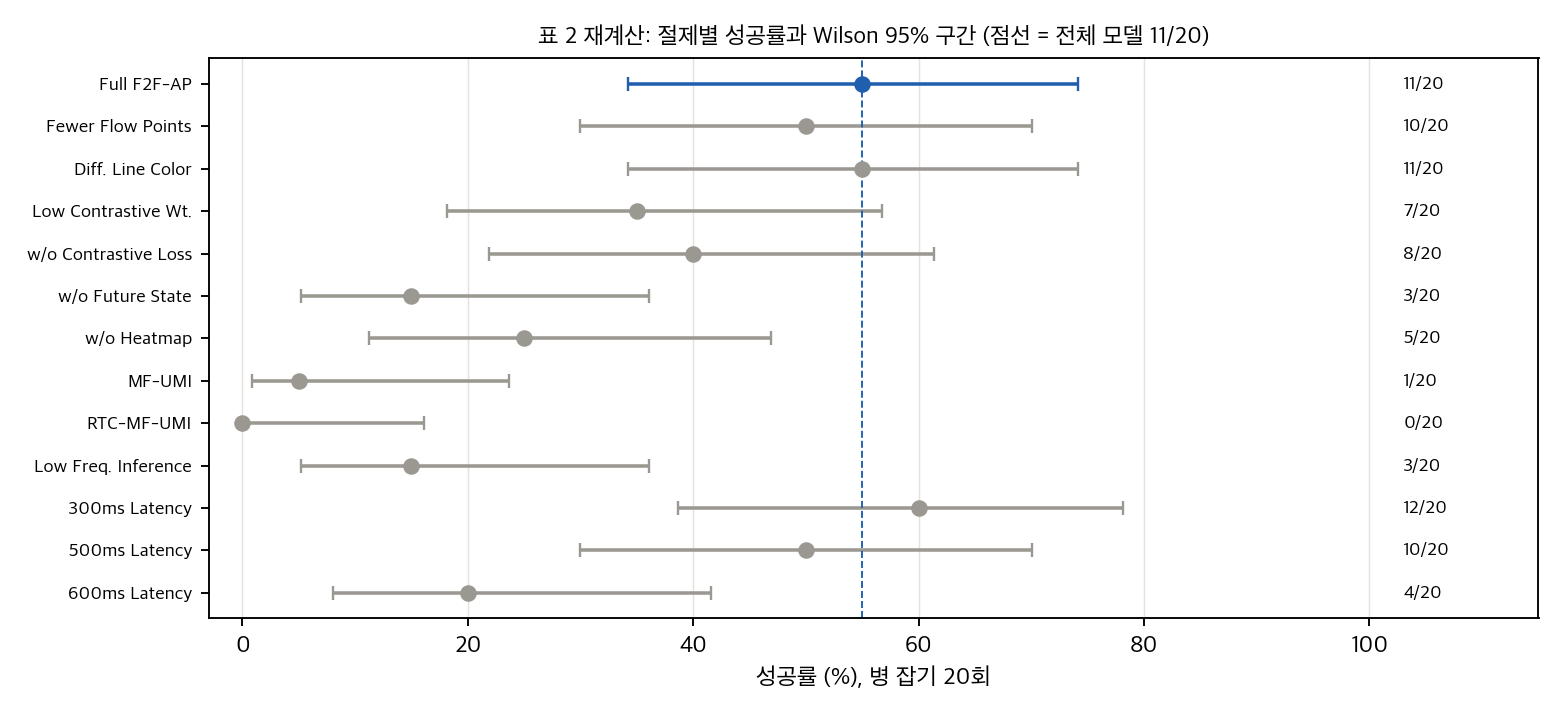 표 2 재계산: 절제별 성공률과 Wilson 95% 구간 (점선 = 전체 모델 11/20)
Full F2F-AP 11/20
Fewer Flow Points 10/20
Diff. Line Color 11/20
Low Contrastive Wt. 7/20
w/o Contrastive Loss 8/20
w/o Future State 3/20
w/o Heatmap 5/20
MF-UMI 1/20
RTC-MF-UMI 0/20
Low Freq. Inference 3/20
300ms Latency 12/20
500ms Latency 10/20
600ms Latency 4/20
0 20 40 60 80 100
성공률 (%), 병 잡기 20회